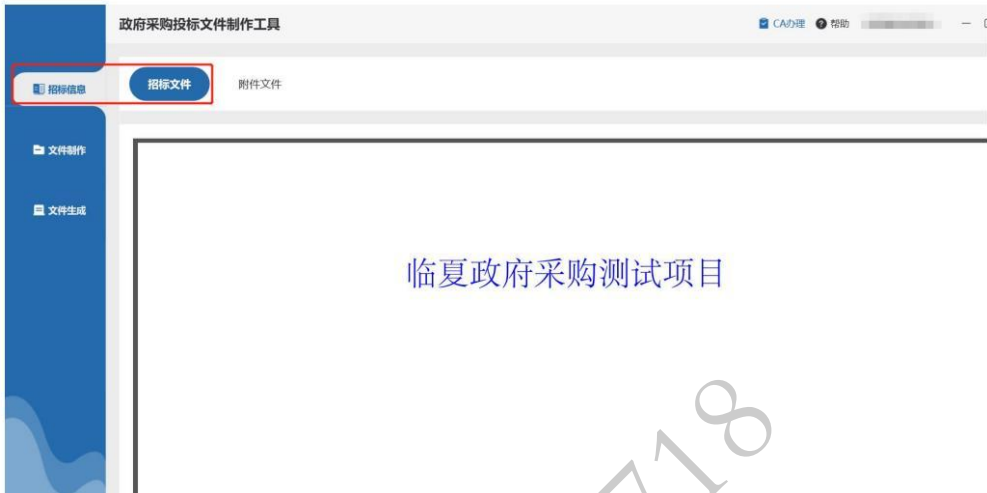 政府采购投标文件制作工具
CA办理 帮助
招标信息
招标文件 附件文件
文件制作
文件生成
临夏政府采购测试项目
718